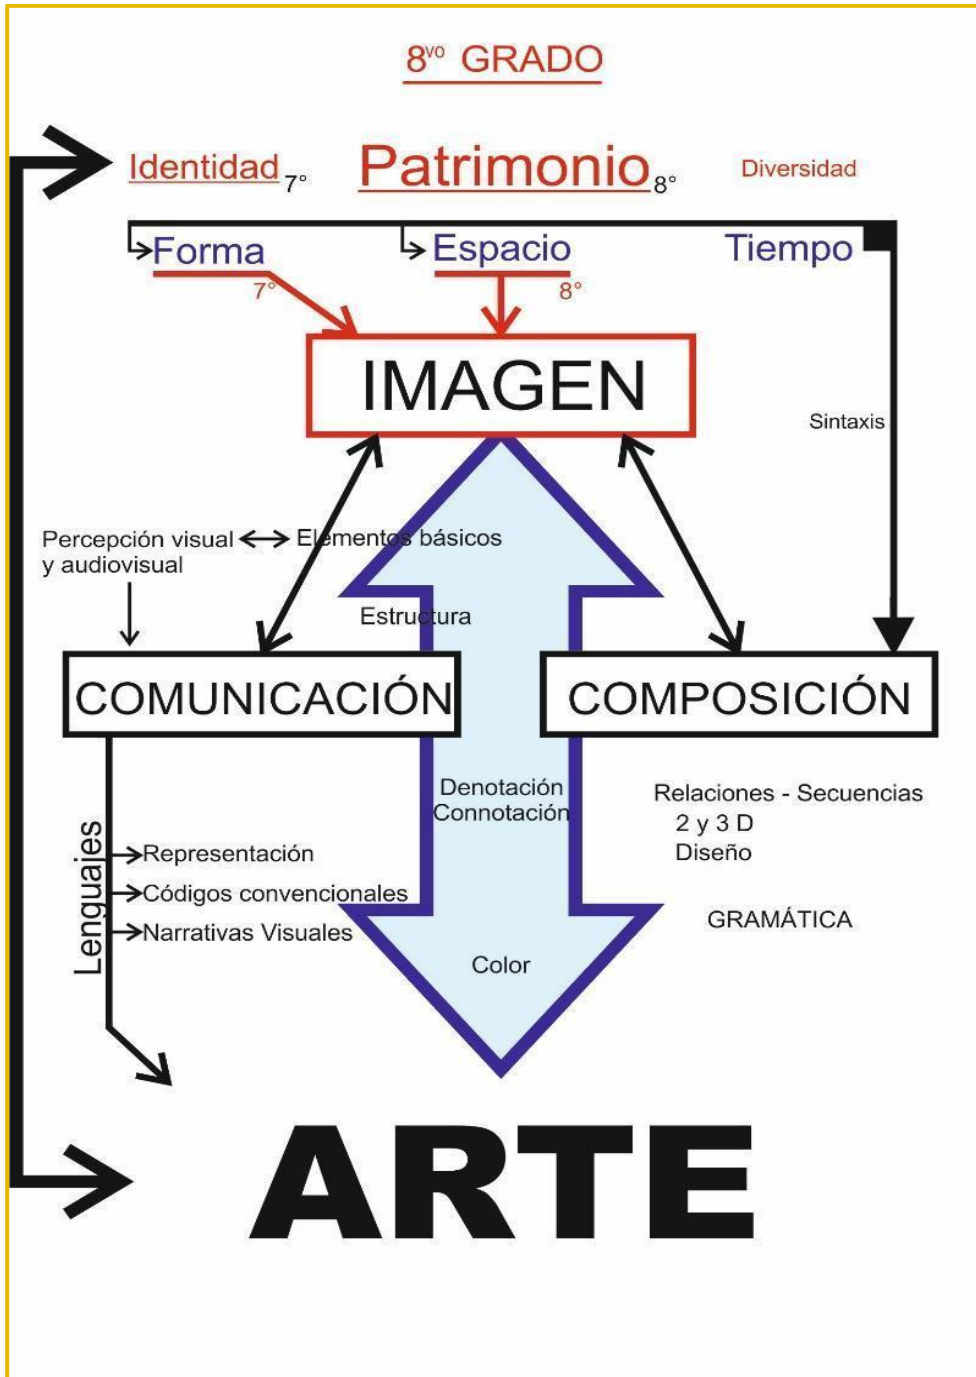 8vo GRADO
Identidad 7° Patrimonio 8° Diversidad
Forma Espacio Tiempo
7° 8°
IMAGEN
Sintaxis
Percepción visual Elementos básicos
y audiovisual
Estructura
COMUNICACIÓN COMPOSICIÓN
Denotación
Connotación
Relaciones - Secuencias
2 y 3 D
Diseño
Lenguajes
Representación
Códigos convencionales
Narrativas Visuales
GRAMÁTICA
Color
ARTE